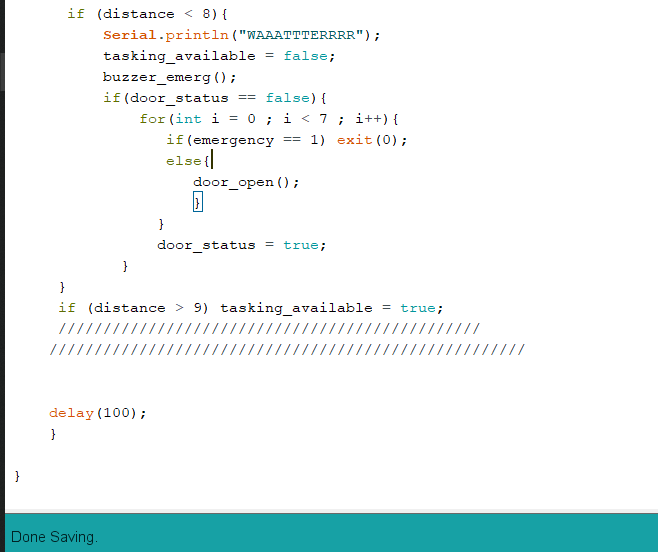 if (distance < 8){
Serial.println("WAAATTTERRRR");
tasking_available = false;
buzzer_emerg();
if(door_status == false){
for(int i = 0 ; i < 7 ; i++){
if(emergency == 1) exit(0);
else{
door_open();
}
}
door_status = true;
}
}
if (distance > 9) tasking_available = true;
///////////////////////////////////////////////
/////////////////////////////////////////////////////
delay(100);
}
}
Done Saving.